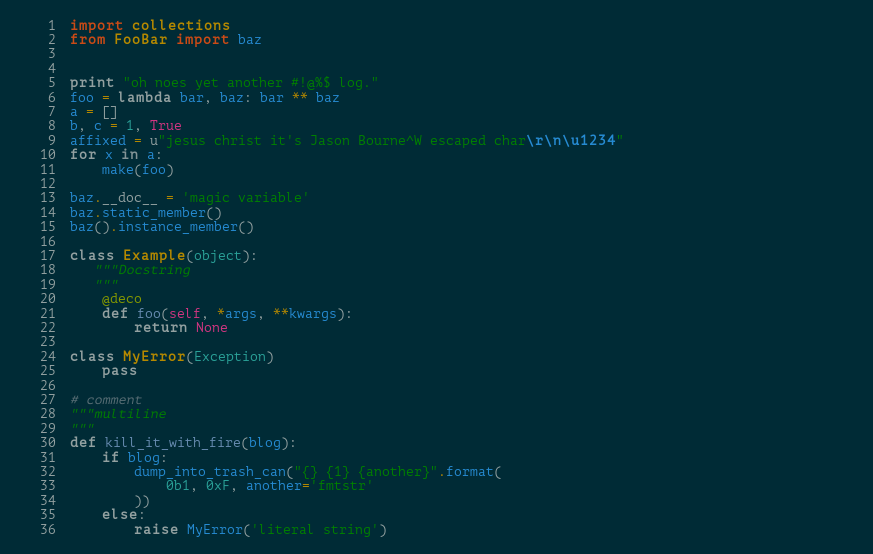 1 import collections
2 from FooBar import baz
3
4
5 print "oh noes yet another #!@%$ log."
6 foo = lambda bar, baz: bar ** baz
7 a = []
8 b, c = 1, True
9 affixed = u"jesus christ it's Jason Bourne^W escaped char\r\n\u1234"
10 for x in a:
11     make(foo)
12
13 baz.__doc__ = 'magic variable'
14 baz.static_member()
15 baz().instance_member()
16
17 class Example(object):
18    """Docstring
19    """
20     @deco
21     def foo(self, *args, **kwargs):
22         return None
23
24 class MyError(Exception)
25     pass
26
27 # comment
28 """multiline
29 """
30 def kill_it_with_fire(blog):
31     if blog:
32         dump_into_trash_can("{} {1} {another}".format(
33             0b1, 0xF, another='fmtstr'
34         ))
35     else:
36         raise MyError('literal string')